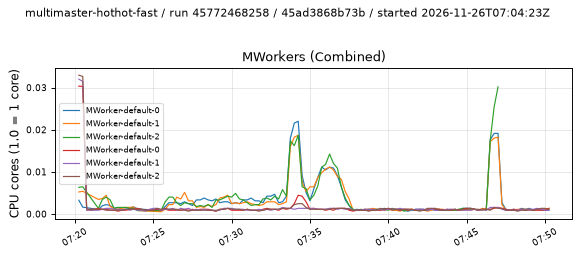 multimaster-hothot-fast / run 45772468258 / 45ad3868b73b / started 2026-11-26T07:04:23Z
MWorkers (Combined)
CPU cores (1.0 = 1 core)
0.03
0.02
0.01
0.00
MWorker-default-0
MWorker-default-1
MWorker-default-2
MWorker-default-0
MWorker-default-1
MWorker-default-2
07:20
07:25
07:30
07:35
07:40
07:45
07:50